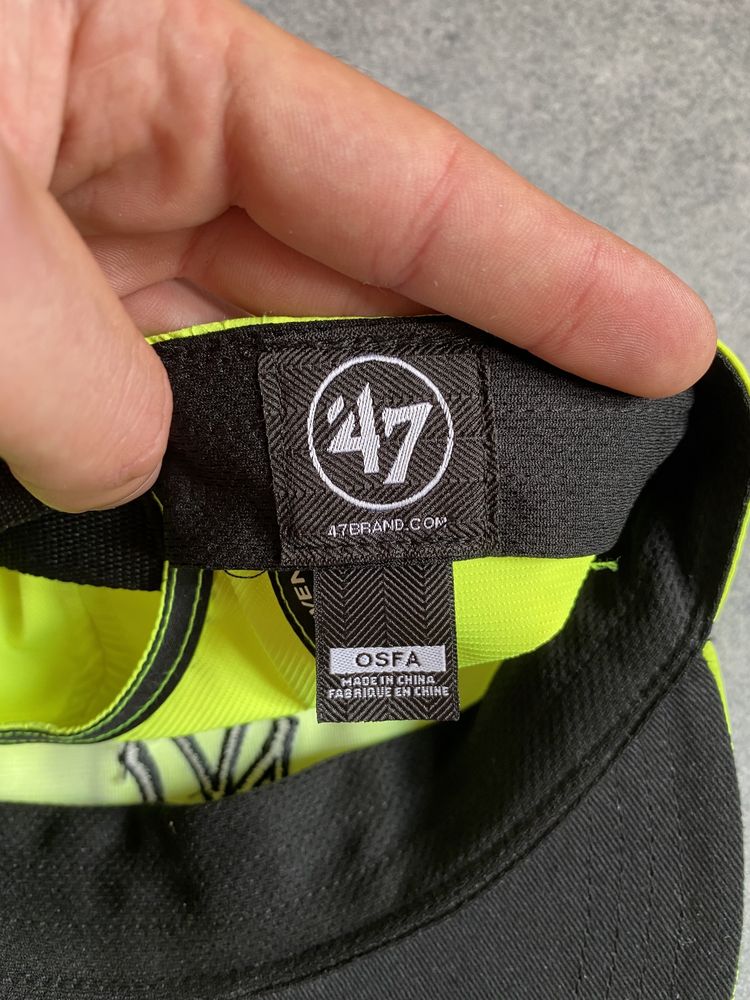 '47
47BRAND.COM
OSFA
MADE IN CHINA
FABRIQUE EN CHINE